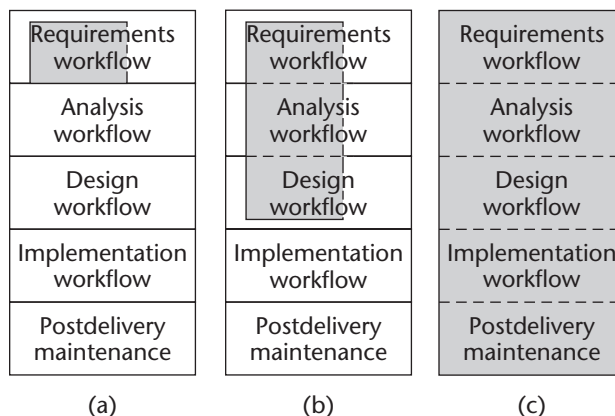 Requirements
workflow
Analysis
workflow
Design
workflow
Implementation
workflow
Postdelivery
maintenance
(a)
Requirements
workflow
Analysis
workflow
Design
workflow
Implementation
workflow
Postdelivery
maintenance
(b)
Requirements
workflow
Analysis
workflow
Design
workflow
Implementation
workflow
Postdelivery
maintenance
(c)